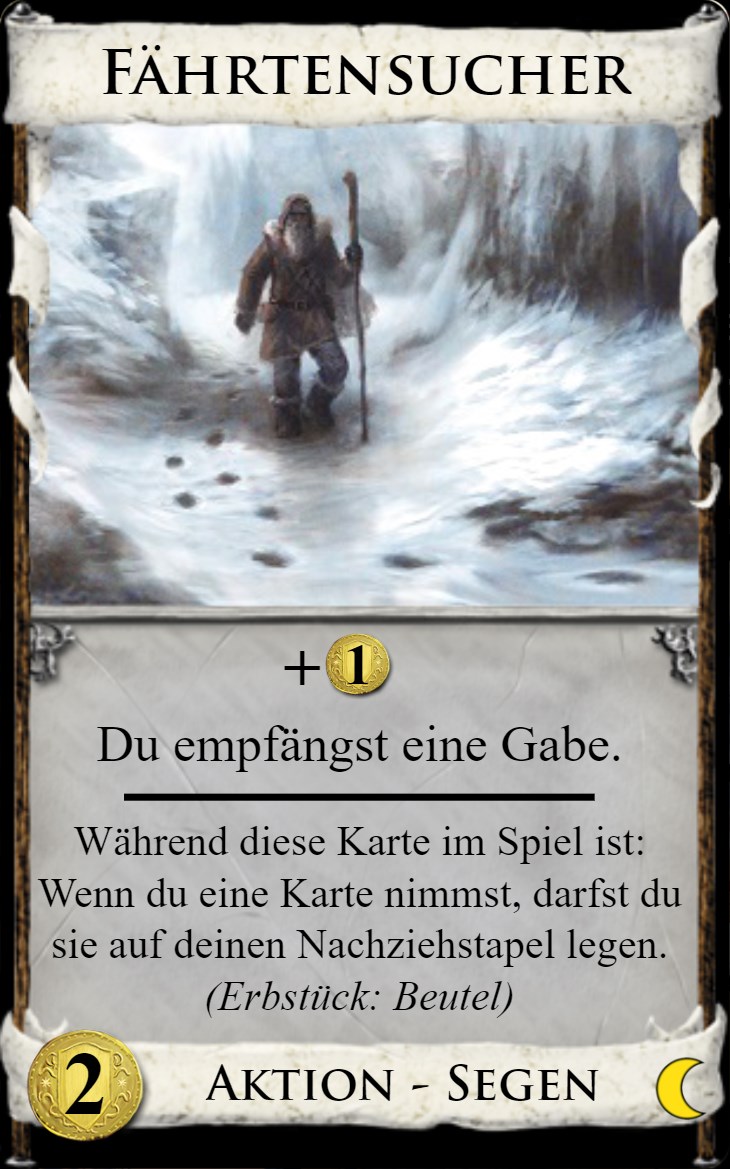 Fährtensucher
+1
Du empfängst eine Gabe.
Während diese Karte im Spiel ist:
Wenn du eine Karte nimmst, darfst du
sie auf deinen Nachziehstapel legen.
(Erbstück: Beutel)
2 Aktion - Segen